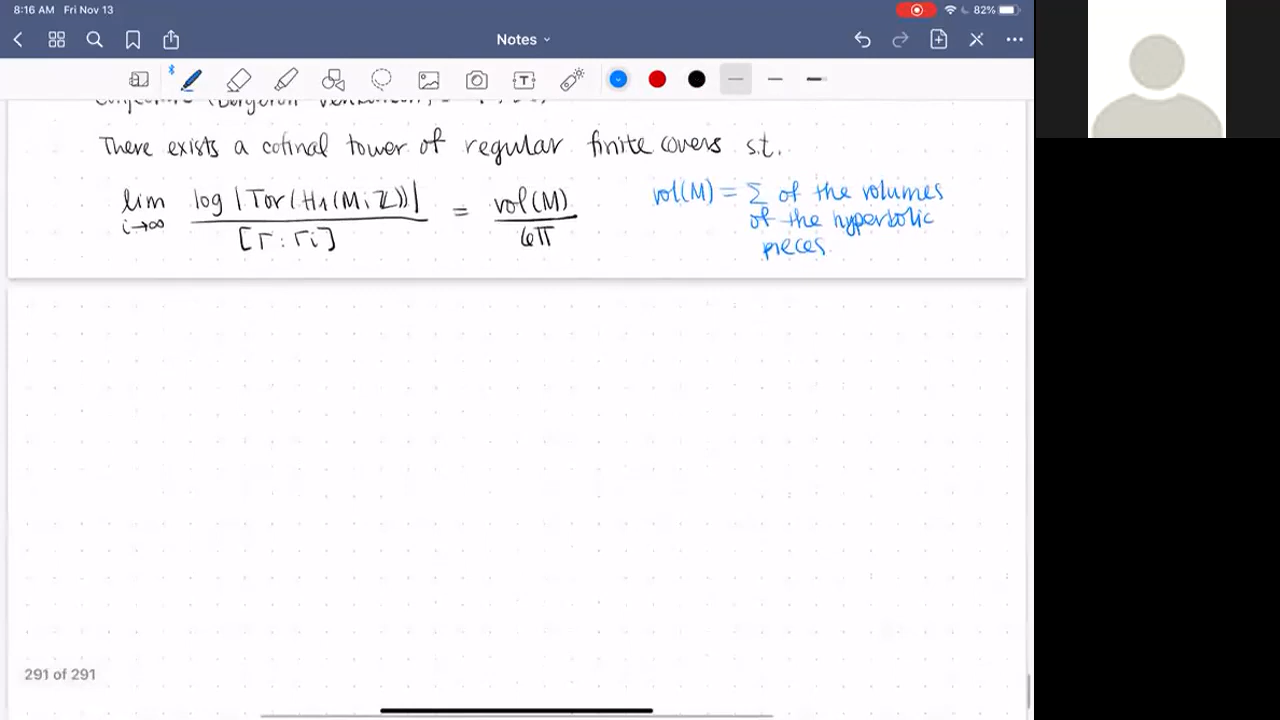 8:16 AM Fri Nov 13
82%
Notes
There exists a cofinal tower of regular finite covers s.t.
lim i→∞ log |Tor(H1(Mi;Z))| / [Γ : Γi] = vol(M) / 6π
vol(M) = Σ of the volumes
of the hyperbolic
pieces.
291 of 291